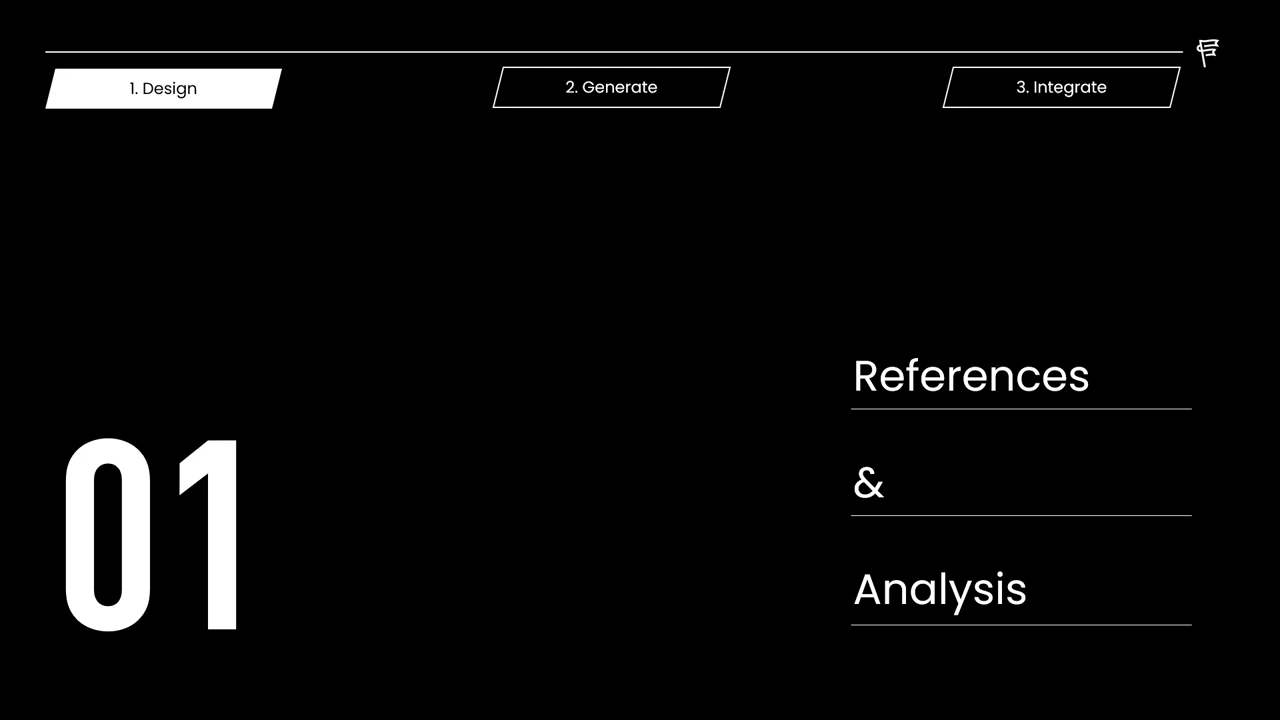 1. Design
2. Generate
3. Integrate
References
&
Analysis
01